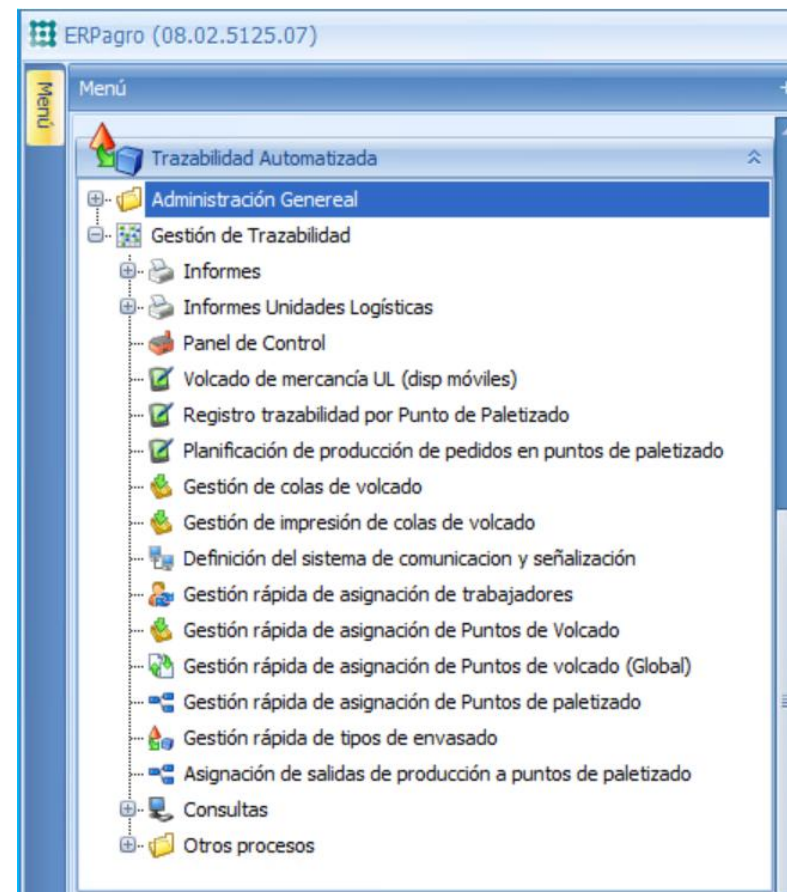 ERPagro (08.02.5125.07)
Menú
Menú
Trazabilidad Automatizada
Administración Genereal
Gestión de Trazabilidad
Informes
Informes Unidades Logísticas
Panel de Control
Volcado de mercancía UL (disp móviles)
Registro trazabilidad por Punto de Paletizado
Planificación de producción de pedidos en puntos de paletizado
Gestión de colas de volcado
Gestión de impresión de colas de volcado
Definición del sistema de comunicacion y señalización
Gestión rápida de asignación de trabajadores
Gestión rápida de asignación de Puntos de Volcado
Gestión rápida de asignación de Puntos de volcado (Global)
Gestión rápida de asignación de Puntos de paletizado
Gestión rápida de tipos de envasado
Asignación de salidas de producción a puntos de paletizado
Consultas
Otros procesos